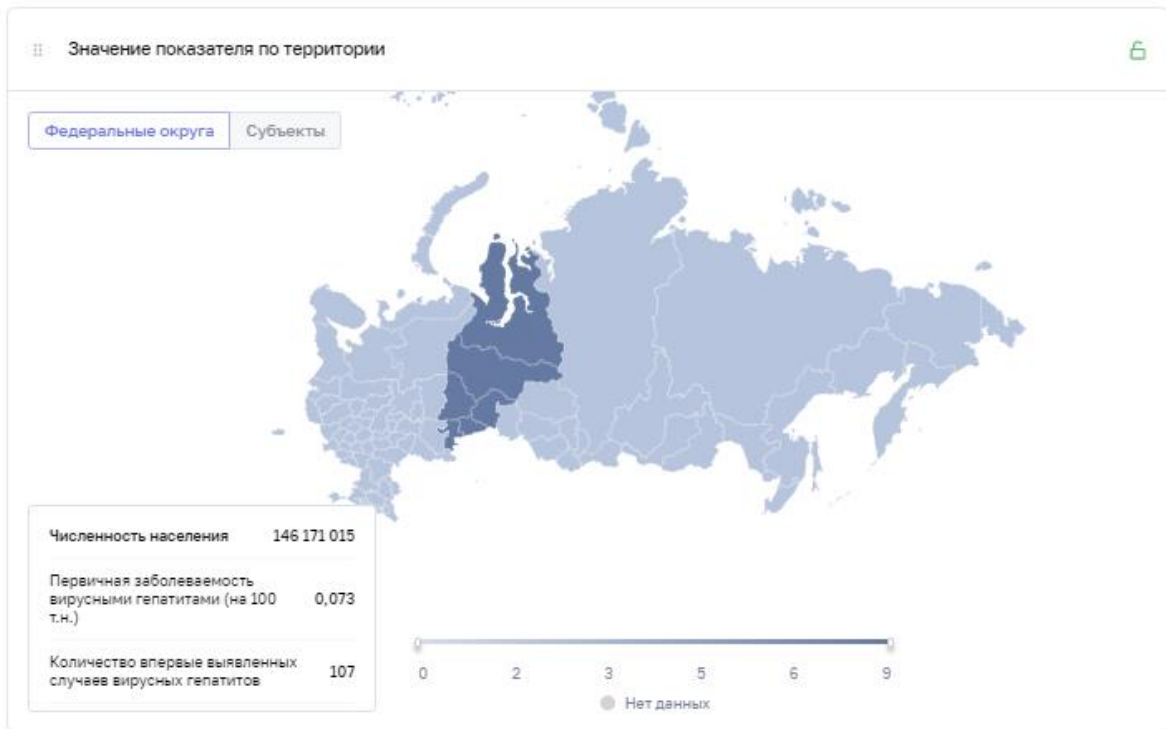 Значение показателя по территории
Федеральные округа Субъекты
Численность населения 146 171 015
Первичная заболеваемость
вирусными гепатитами (на 100 0,073
т.н.)
Количество впервые выявленных
случаев вирусных гепатитов 107
0 2 3 5 6 9
Нет данных